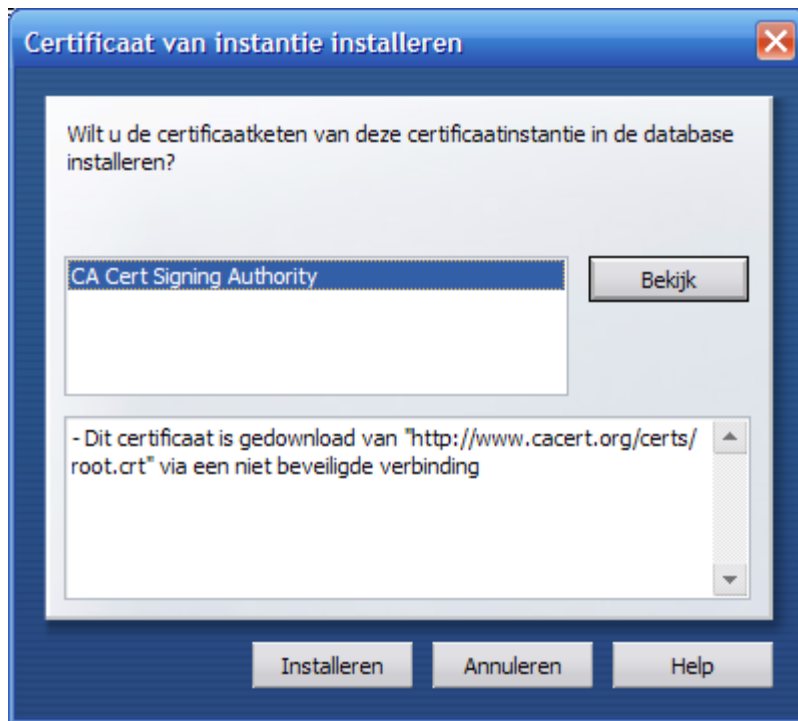 Certificaat van instantie installeren
Wilt u de certificaatketen van deze certificaatinstantie in de database
installeren?
CA Cert Signing Authority
Bekijk
- Dit certificaat is gedownload van "http://www.cacert.org/certs/
root.crt" via een niet beveiligde verbinding
Installeren
Annuleren
Help